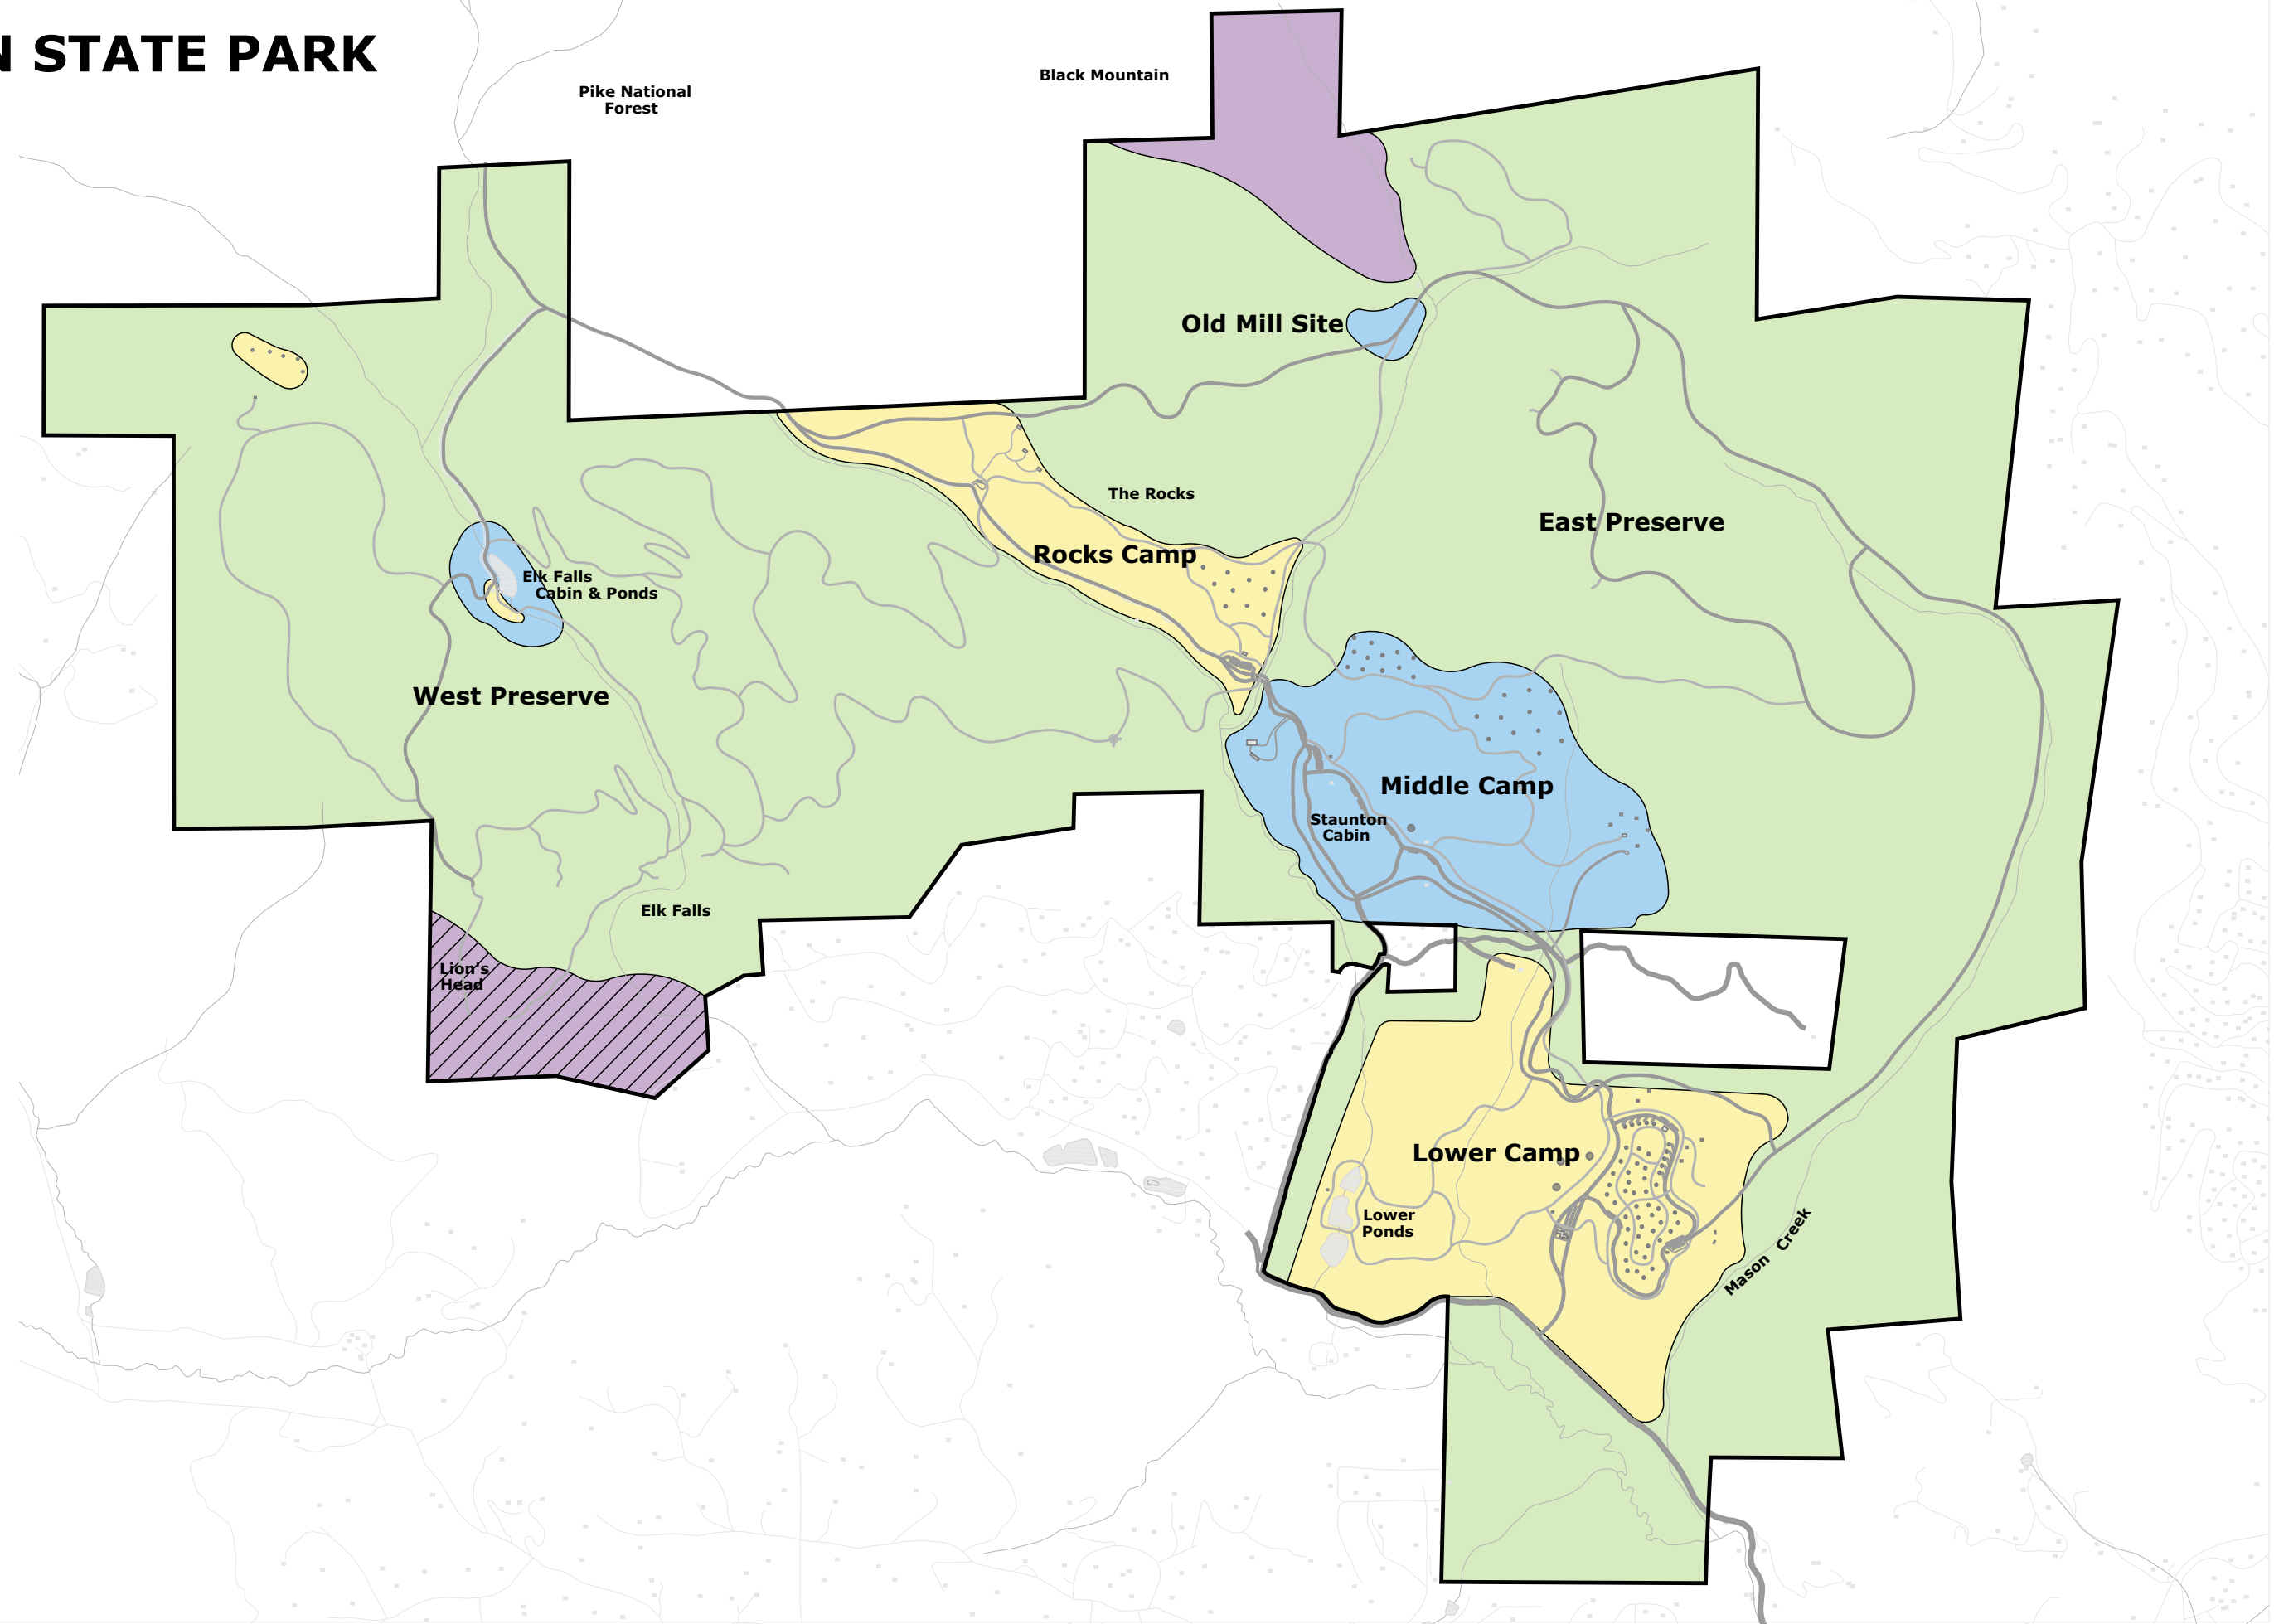 N STATE PARK
Black Mountain
Pike National
Forest
Old Mill Site
The Rocks
East Preserve
Rocks Camp
Elk Falls
Cabin & Ponds
West Preserve
Middle Camp
Staunton
Cabin
Elk Falls
Lion's
Head
Lower Camp
Lower
Ponds
Mason Creek